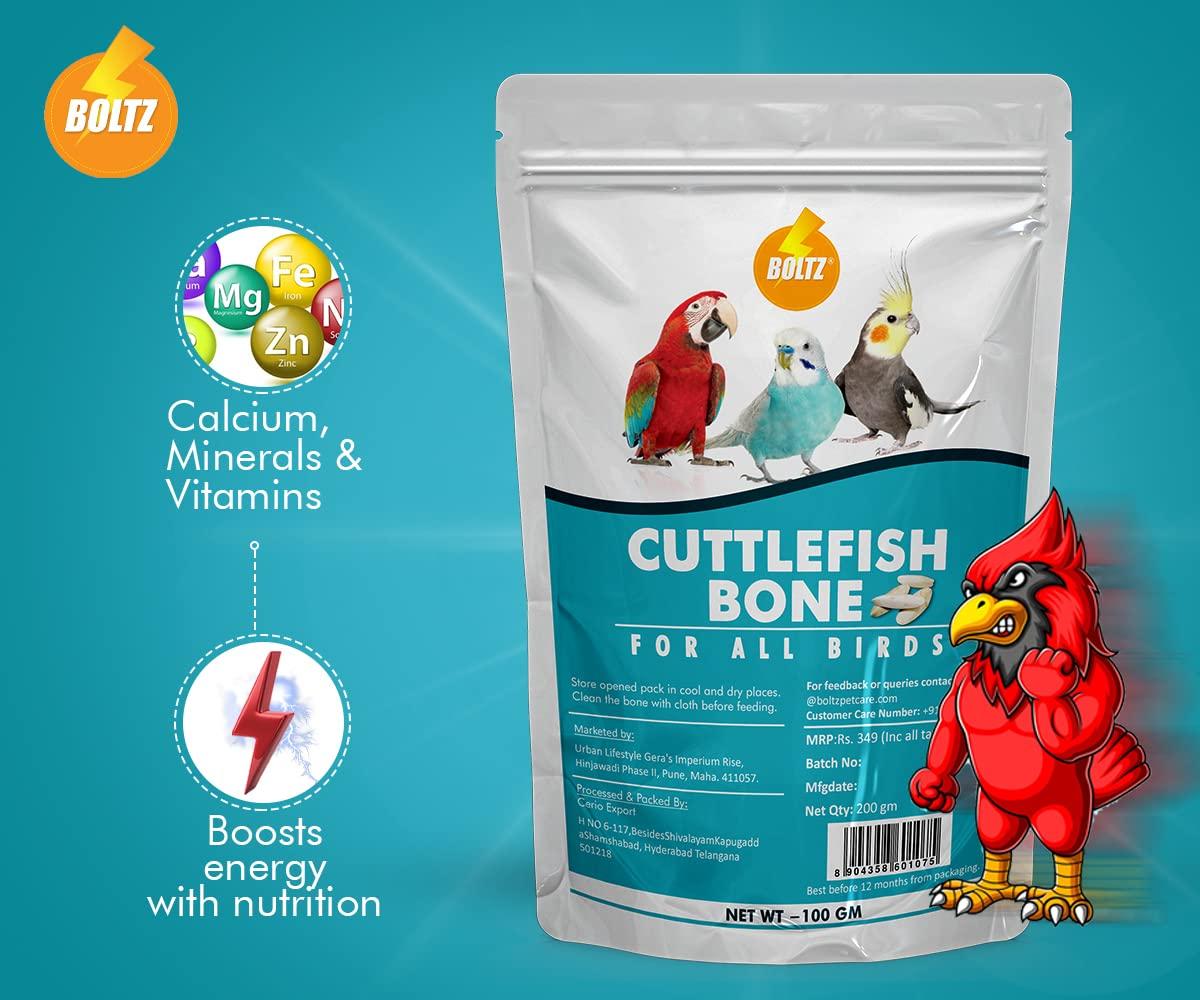 BOLTZ
Mg
Magnesium
Fe
Iron
Zn
Zinc
Calcium,
Minerals &
Vitamins
Boosts
energy
with nutrition
BOLTZ®
CUTTLEFISH
BONE
FOR ALL BIRDS
Store opened pack in cool and dry places.
Clean the bone with cloth before feeding.
Marketed by:
Urban Lifestyle Gera's Imperium Rise,
Hinjawadi Phase II, Pune, Maha. 411057.
Processed & Packed By:
Cerio Export
H NO 6-117,BesidesShivalayamKapugadd
aShamshabad, Hyderabad Telangana
501218
For feedback or queries contac
@boltzpetcare.com
Customer Care Number: +91
MRP:Rs. 349 (Inc all ta
Batch No:
Mfgdate:
Net Qty: 200 gm
8 904358 601075
Best before 12 months from packaging.
NET WT –100 GM